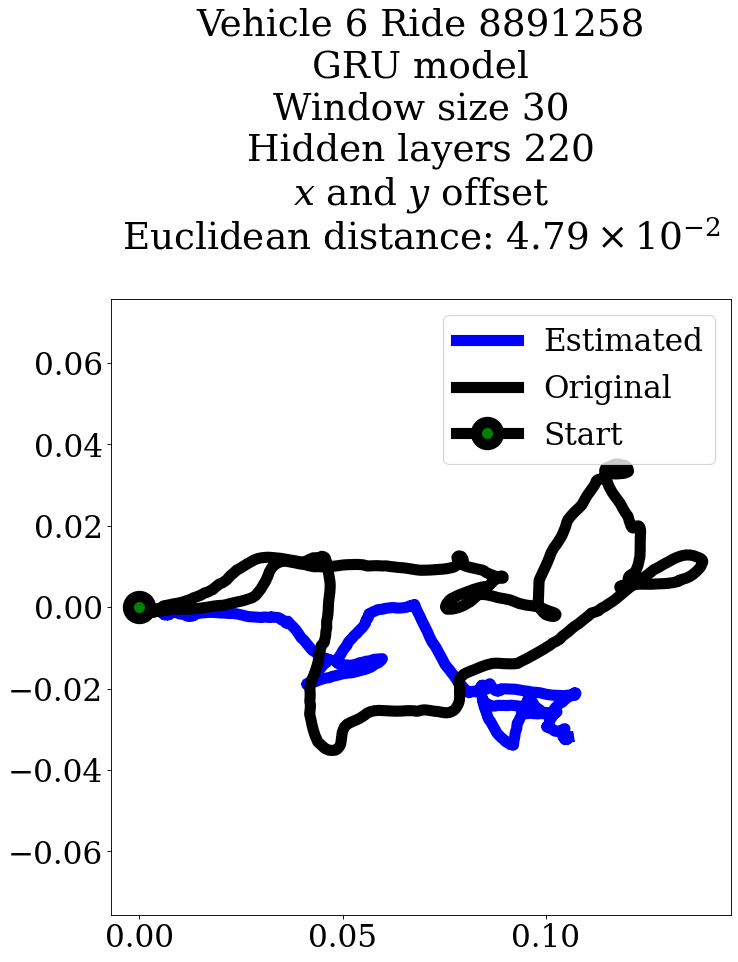 Vehicle 6 Ride 8891258
GRU model
Window size 30
Hidden layers 220
x and y offset
Euclidean distance: 4.79 × 10⁻²
Estimated
Original
Start
0.06
0.04
0.02
0.00
−0.02
−0.04
−0.06
0.00 0.05 0.10